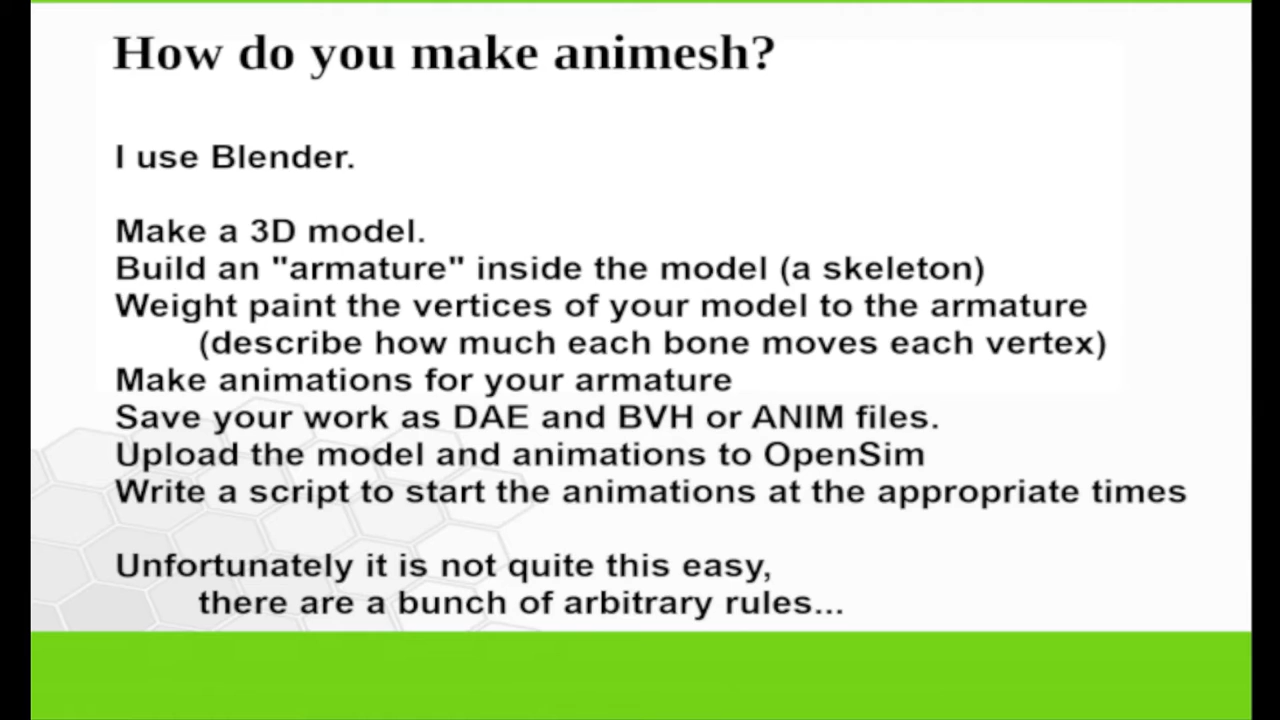 How do you make animesh?
I use Blender.
Make a 3D model.
Build an "armature" inside the model (a skeleton)
Weight paint the vertices of your model to the armature
(describe how much each bone moves each vertex)
Make animations for your armature
Save your work as DAE and BVH or ANIM files.
Upload the model and animations to OpenSim
Write a script to start the animations at the appropriate times
Unfortunately it is not quite this easy,
there are a bunch of arbitrary rules...